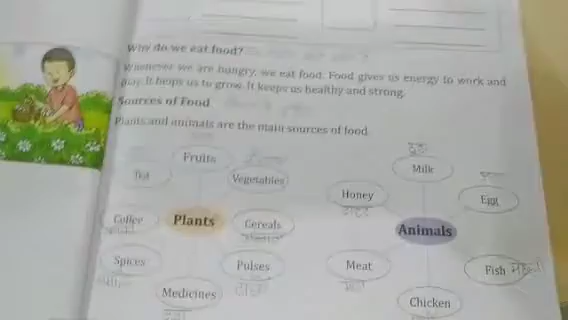 Why do we eat food?
Whenever we are hungry, we eat food. Food gives us energy to work and
play. It helps us to grow. It keeps us healthy and strong.
Sources of Food
Plants and animals are the main sources of food.
Fruits
Milk
Tea
Vegetables
Honey
Egg
Coffee
Plants
Cereals
Animals
Spices
Pulses
Meat
Fish
Medicines
Chicken